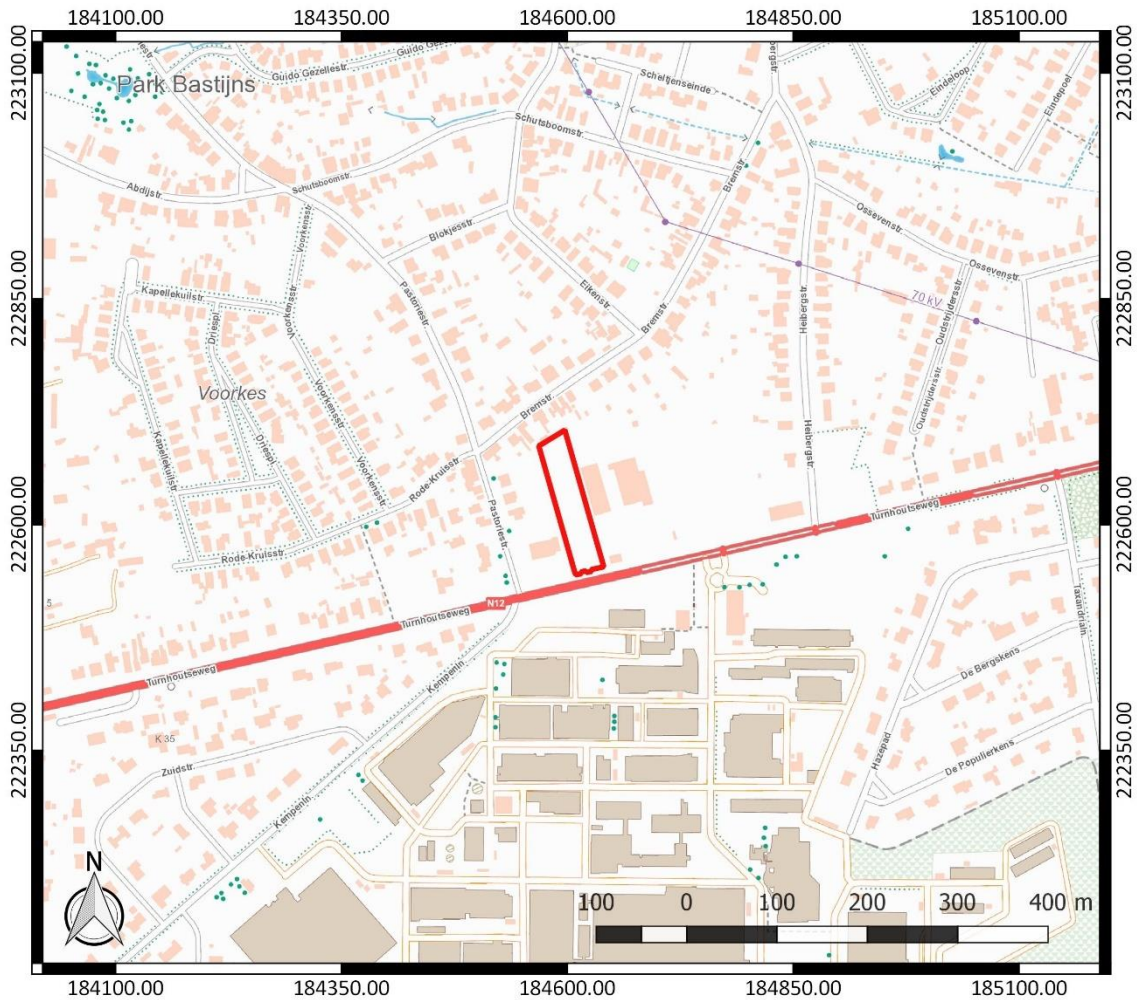 184100.00 184350.00 184600.00 184850.00 185100.00
223100.00
223100.00
Guido Gezellestr.
Scheltjenseinde
Eindeloop
Eindepoel
Park Bastijns
Schutsboomstr.
Bremstr.
Abdijstr.
Schutsboomstr.
Voorkensstr.
Blokjesstr.
Ossevenstr.
Ossevenstr.
222850.00
222850.00
Kapellekuilstr.
Pastoriestr.
Eikenstr.
Heibergstr.
70 kV
Driespl.
Voorkensstr.
Bremstr.
Oudstrijdersstr.
Voorkes
Voorkensstr.
Bremstr.
Oudstrijdersstr.
Kapellekuilstr.
Driespl.
Voorkensstr.
Rode-Kruisstr.
Heibergstr.
222600.00
222600.00
Pastoriestr.
Turnhoutseweg
Rode-Kruisstr.
5
N12
Turnhoutseweg
Taxandrialn.
Turnhoutseweg
Kempenln.
De Bergskens
K 35
222350.00
222350.00
Zuidstr.
Hazepad
De Populierkens
Kempenln.
N
100 0 100 200 300 400 m
184100.00 184350.00 184600.00 184850.00 185100.00